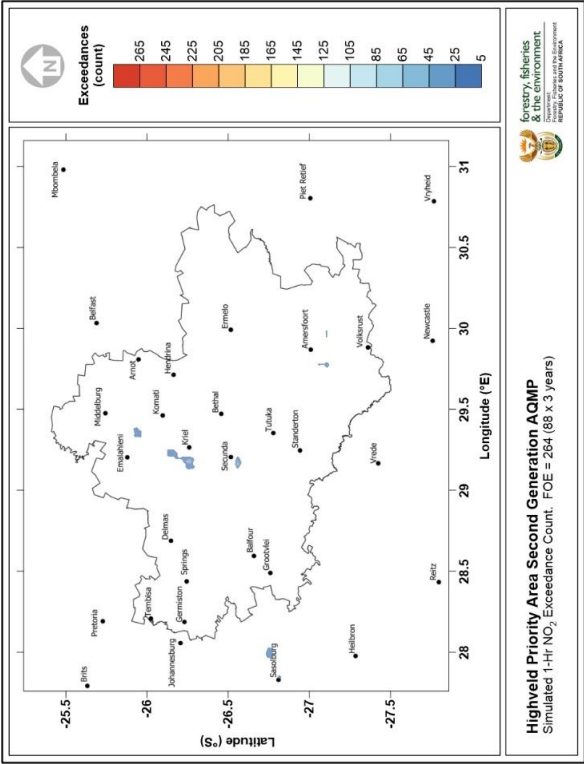 N
Exceedances
(count)
265
245
225
205
185
165
145
125
105
85
65
45
25
5
-25.5
-26
-26.5
-27
-27.5
Latitude (°S)
28
28.5
29
29.5
30
30.5
31
Longitude (°E)
Mbombela
Belfast
Brits
Pretoria
Middelburg
Arnot
Emalahleni
Tembisa
Komati
Hendrina
Delmas
Johannesburg
Germiston
Springs
Kriel
Bethal
Ermelo
Secunda
Balfour
Grootvlei
Tutuka
Sasolburg
Standerton
Amersfoort
Piet Retief
Heilbron
Volksrust
Vrede
Reitz
Newcastle
Vryheid
Highveld Priority Area Second Generation AQMP
Simulated 1-Hr NO₂ Exceedance Count. FOE = 264 (88 x 3 years)
forestry, fisheries
& the environment
Department:
Forestry, Fisheries and the Environment
REPUBLIC OF SOUTH AFRICA